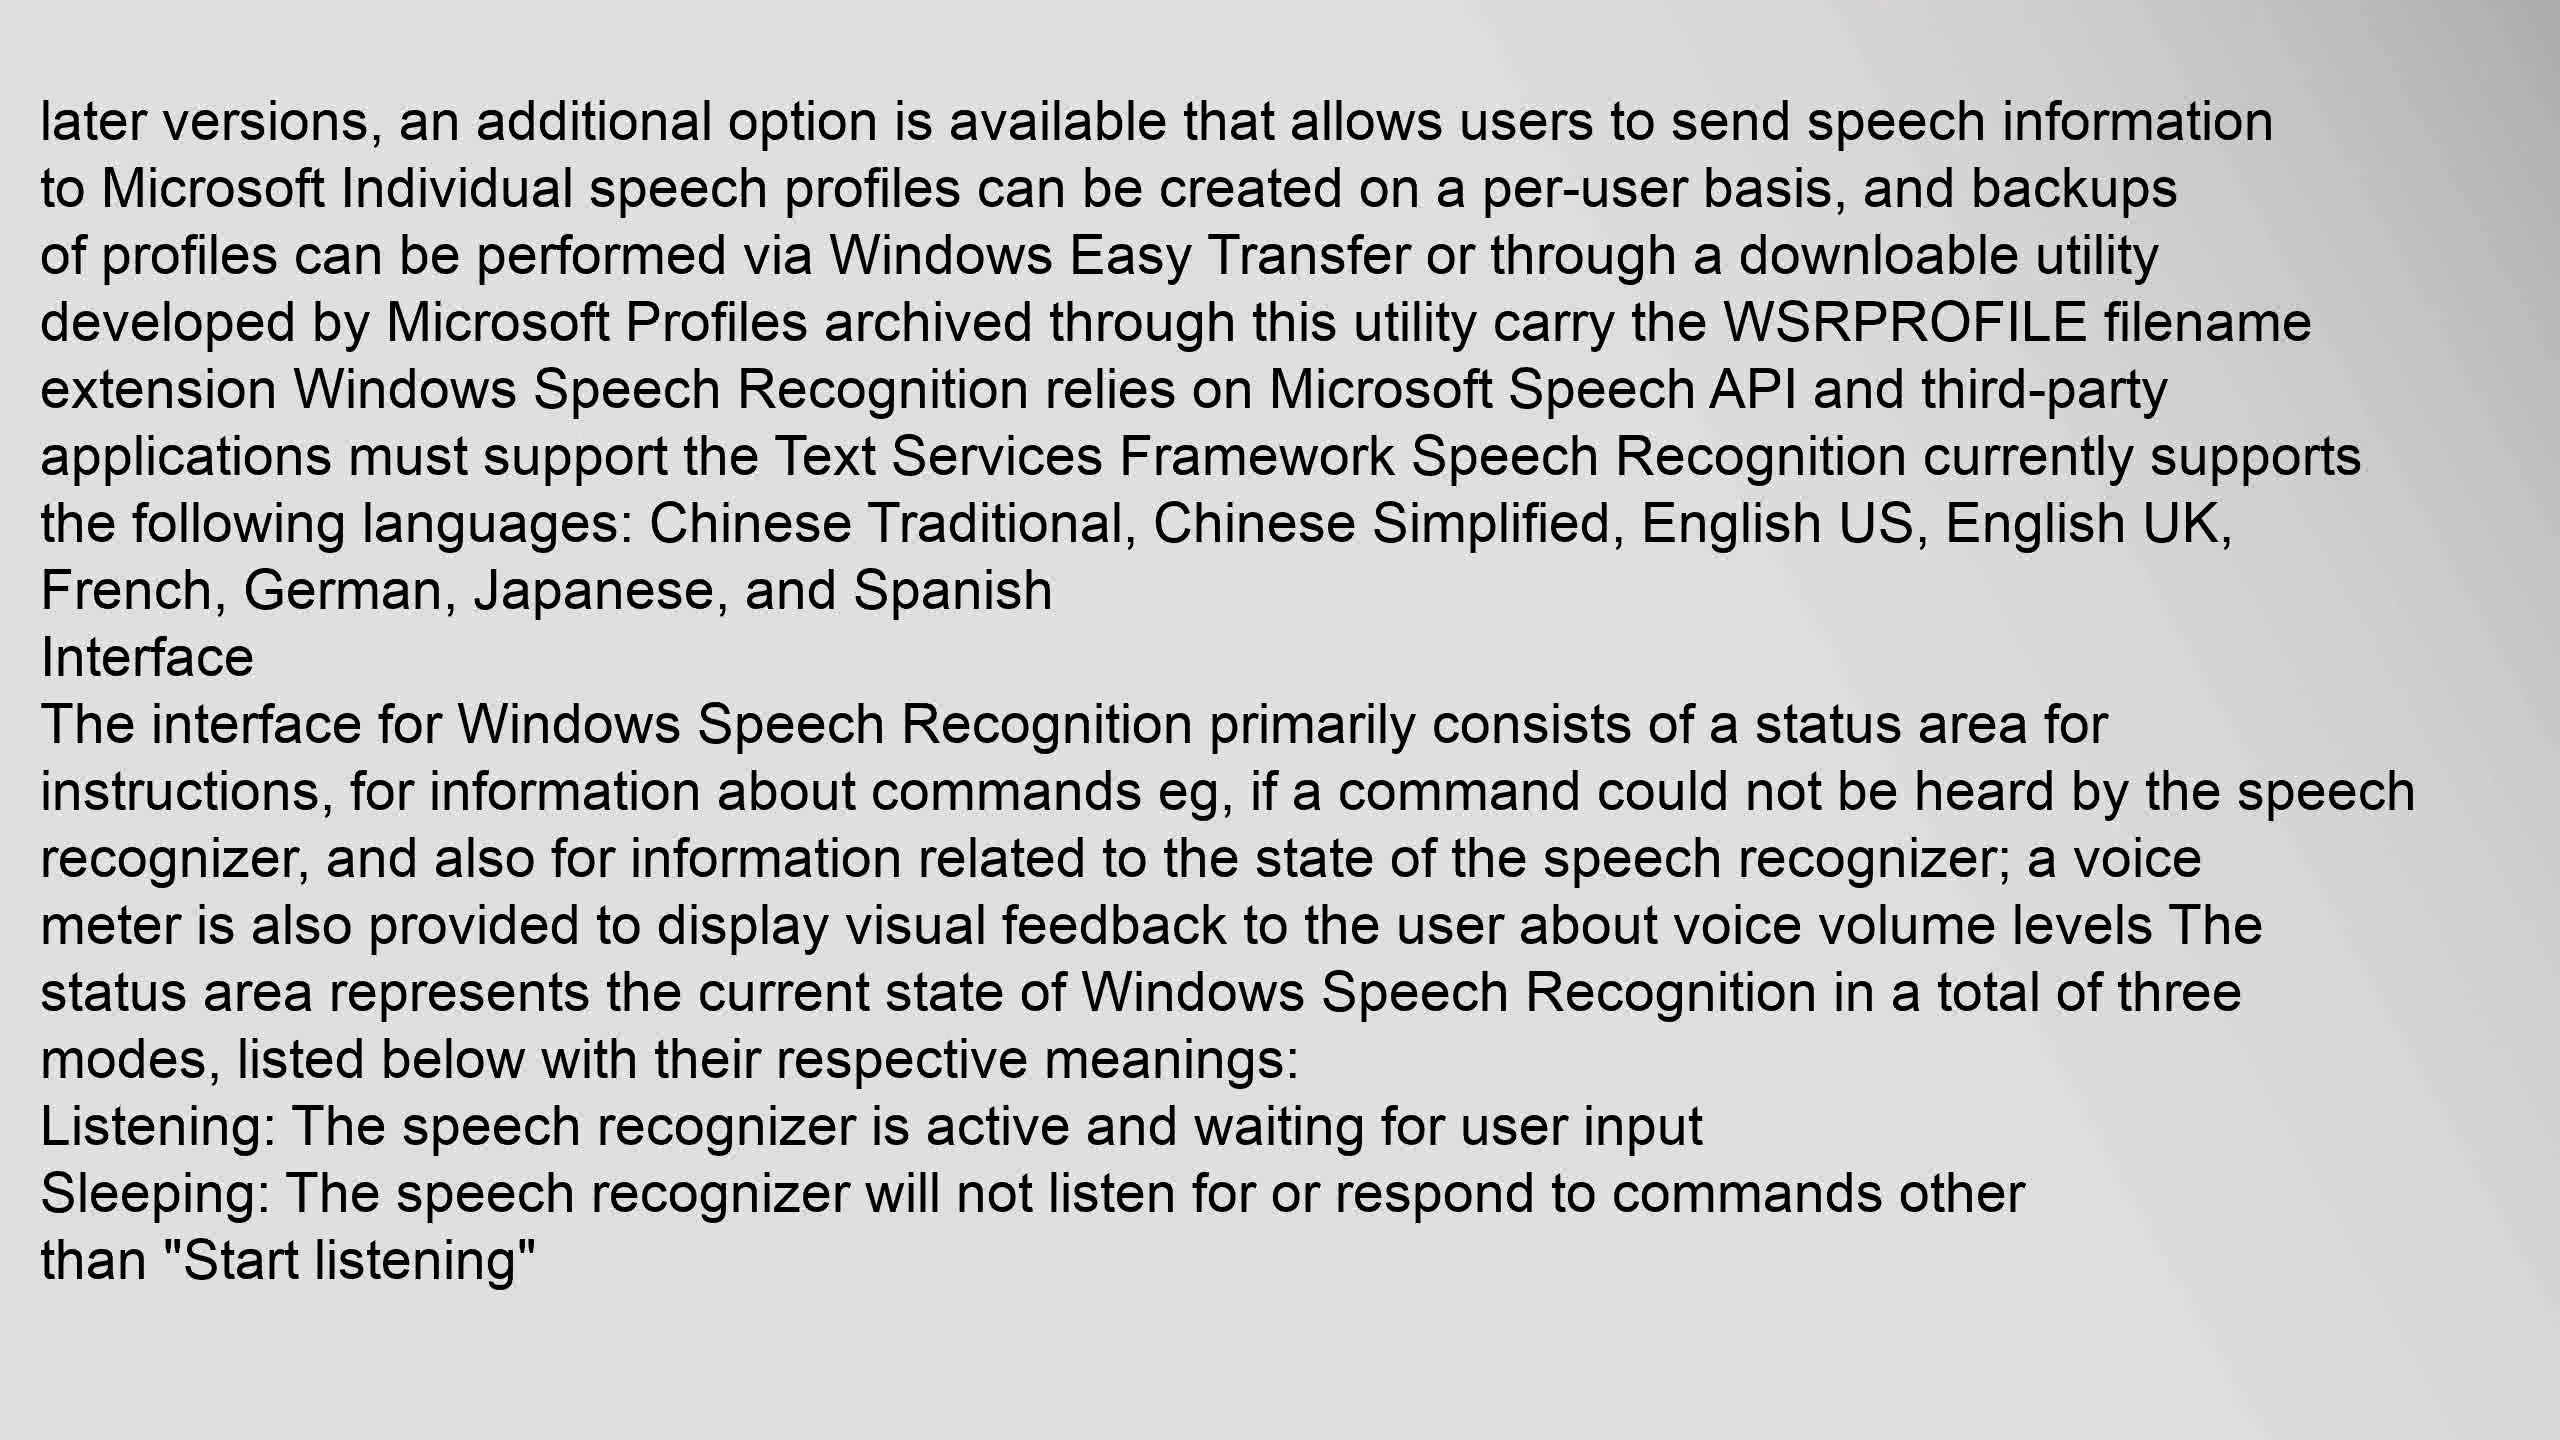 later versions, an additional option is available that allows users to send speech information
to Microsoft Individual speech profiles can be created on a per-user basis, and backups
of profiles can be performed via Windows Easy Transfer or through a downloable utility
developed by Microsoft Profiles archived through this utility carry the WSRPROFILE filename
extension Windows Speech Recognition relies on Microsoft Speech API and third-party
applications must support the Text Services Framework Speech Recognition currently supports
the following languages: Chinese Traditional, Chinese Simplified, English US, English UK,
French, German, Japanese, and Spanish
Interface
The interface for Windows Speech Recognition primarily consists of a status area for
instructions, for information about commands eg, if a command could not be heard by the speech
recognizer, and also for information related to the state of the speech recognizer; a voice
meter is also provided to display visual feedback to the user about voice volume levels The
status area represents the current state of Windows Speech Recognition in a total of three
modes, listed below with their respective meanings:
Listening: The speech recognizer is active and waiting for user input
Sleeping: The speech recognizer will not listen for or respond to commands other
than "Start listening"